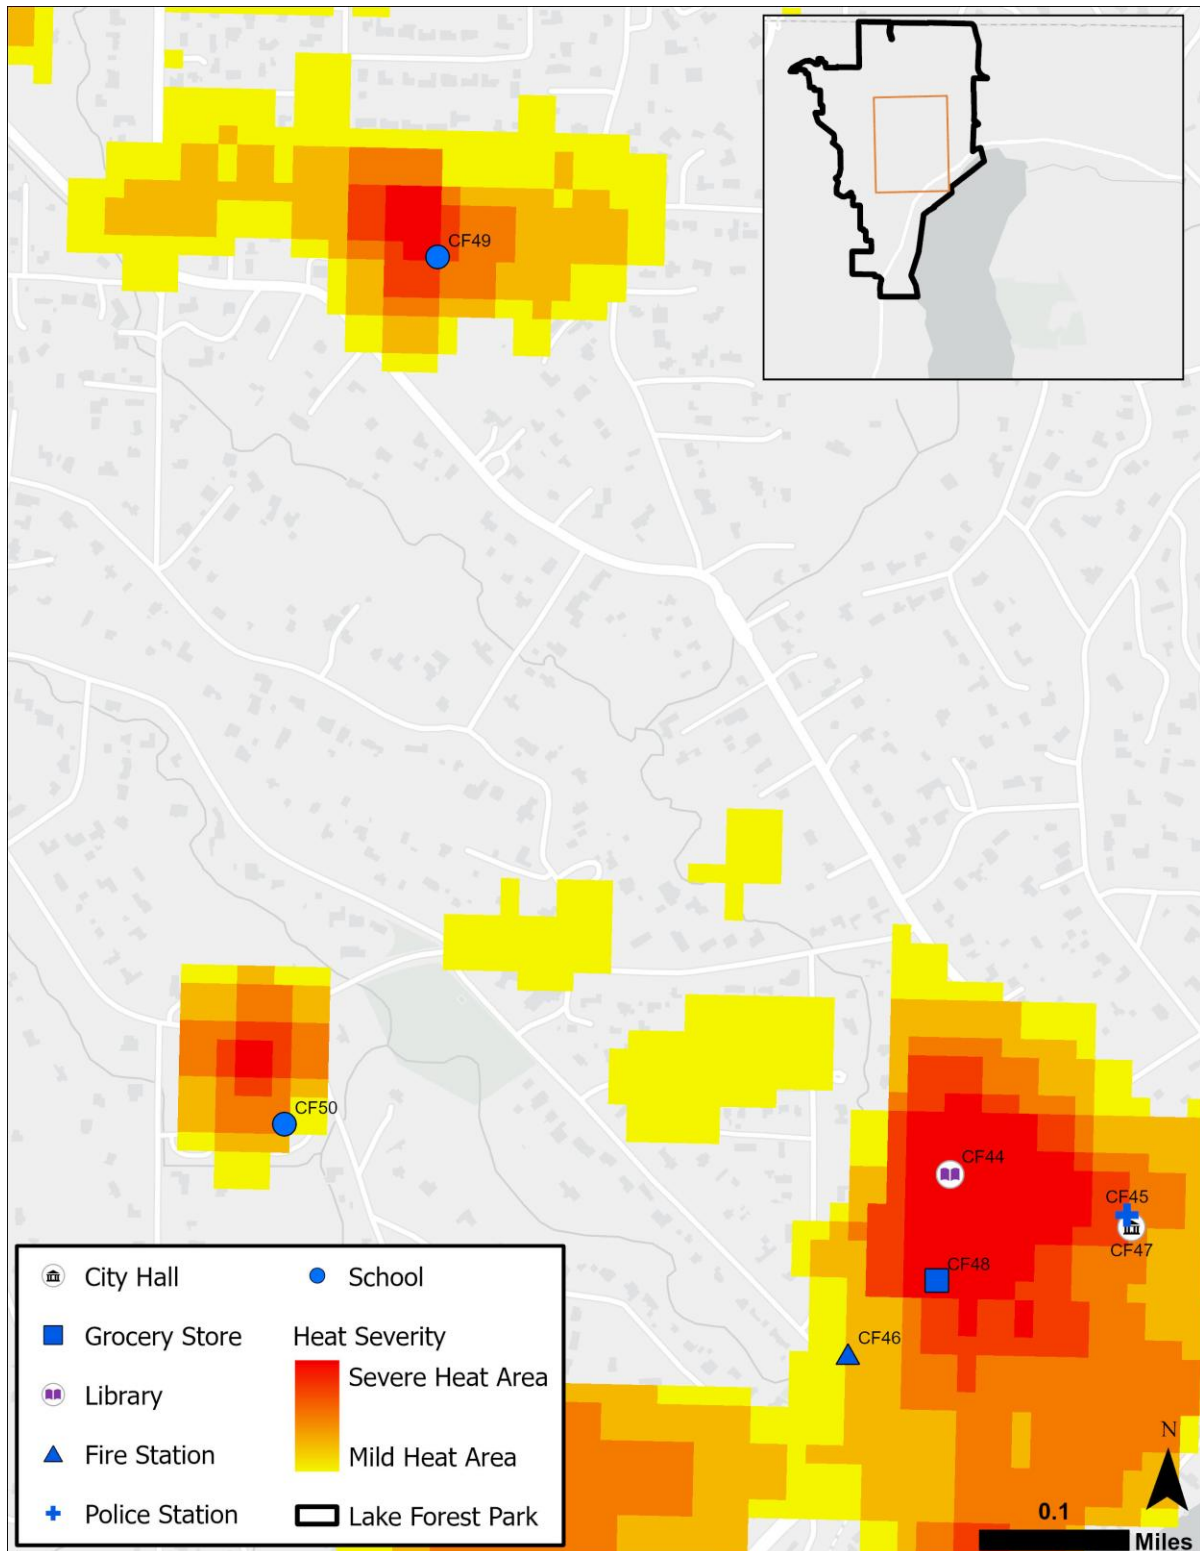 CF49
CF50
CF44
CF45
CF47
CF48
CF46
City Hall
School
Grocery Store
Heat Severity
Severe Heat Area
Library
Fire Station
Mild Heat Area
Police Station
Lake Forest Park
N
0.1
Miles